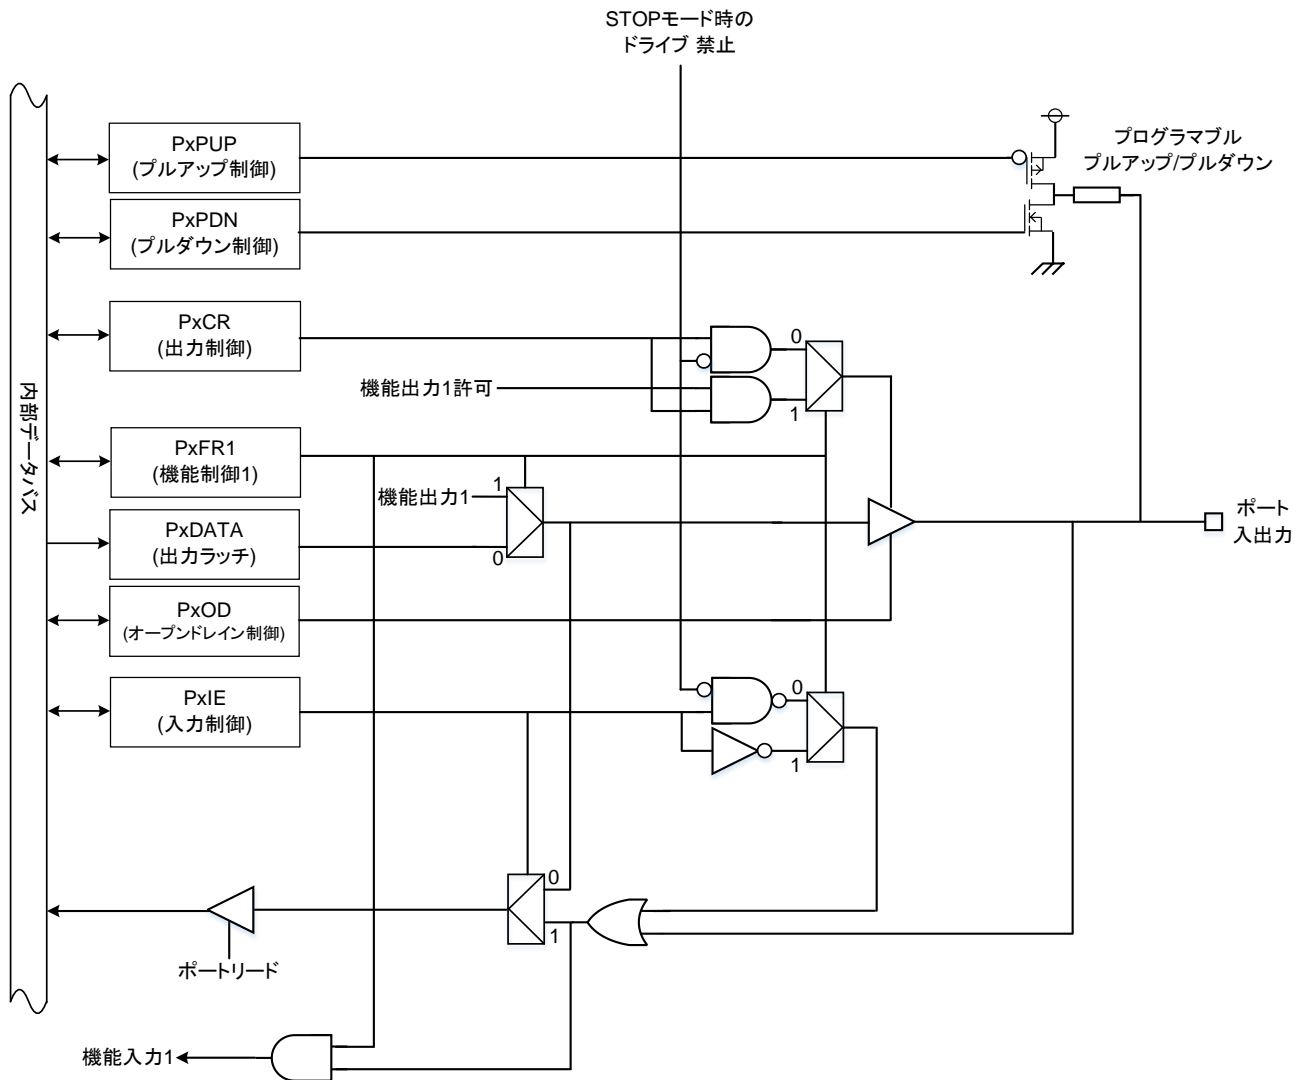 STOPモード時の
ドライブ 禁止
PxPUP
(プルアップ制御)
プログラマブル
プルアップ/プルダウン
PxPDN
(プルダウン制御)
PxCR
(出力制御)
0
機能出力1許可
1
内部データバス
PxFR1
(機能制御1)
1
機能出力1
PxDATA
(出力ラッチ)
0
ポート
入出力
PxOD
(オープンドレイン制御)
PxIE
(入力制御)
0
1
0
1
ポートリード
機能入力1